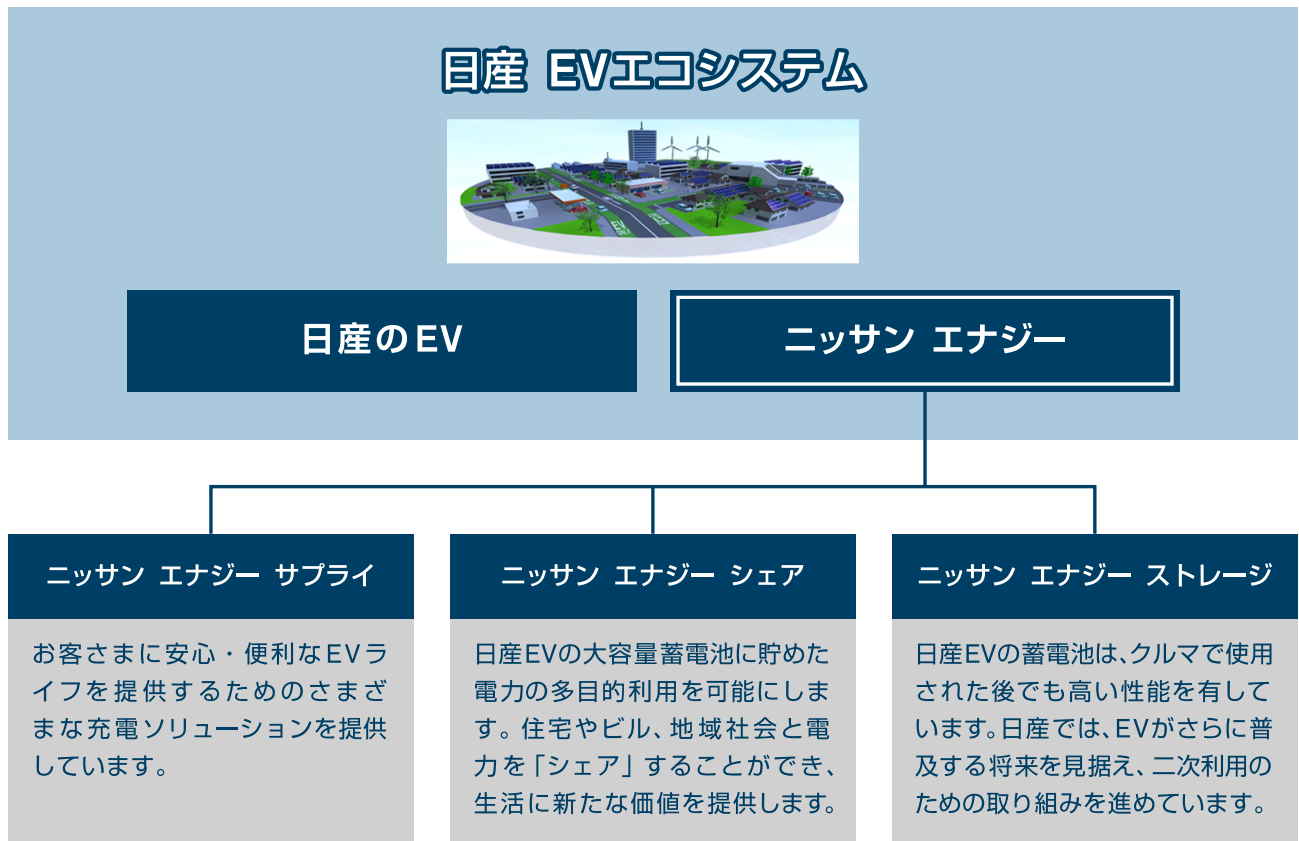 日産 EVエコシステム
日産のEV
ニッサン エナジー
ニッサン エナジー サプライ
お客さまに安心・便利なEVラ
イフを提供するためのさまざ
まな充電ソリューションを提供
しています。
ニッサン エナジー シェア
日産EVの大容量蓄電池に貯めた
電力の多目的利用を可能にしま
す。住宅やビル、地域社会と電
力を「シェア」することができ、
生活に新たな価値を提供します。
ニッサン エナジー ストレージ
日産EVの蓄電池は、クルマで使用
された後でも高い性能を有して
います。日産では、EVがさらに普
及する将来を見据え、二次利用の
ための取り組みを進めています。